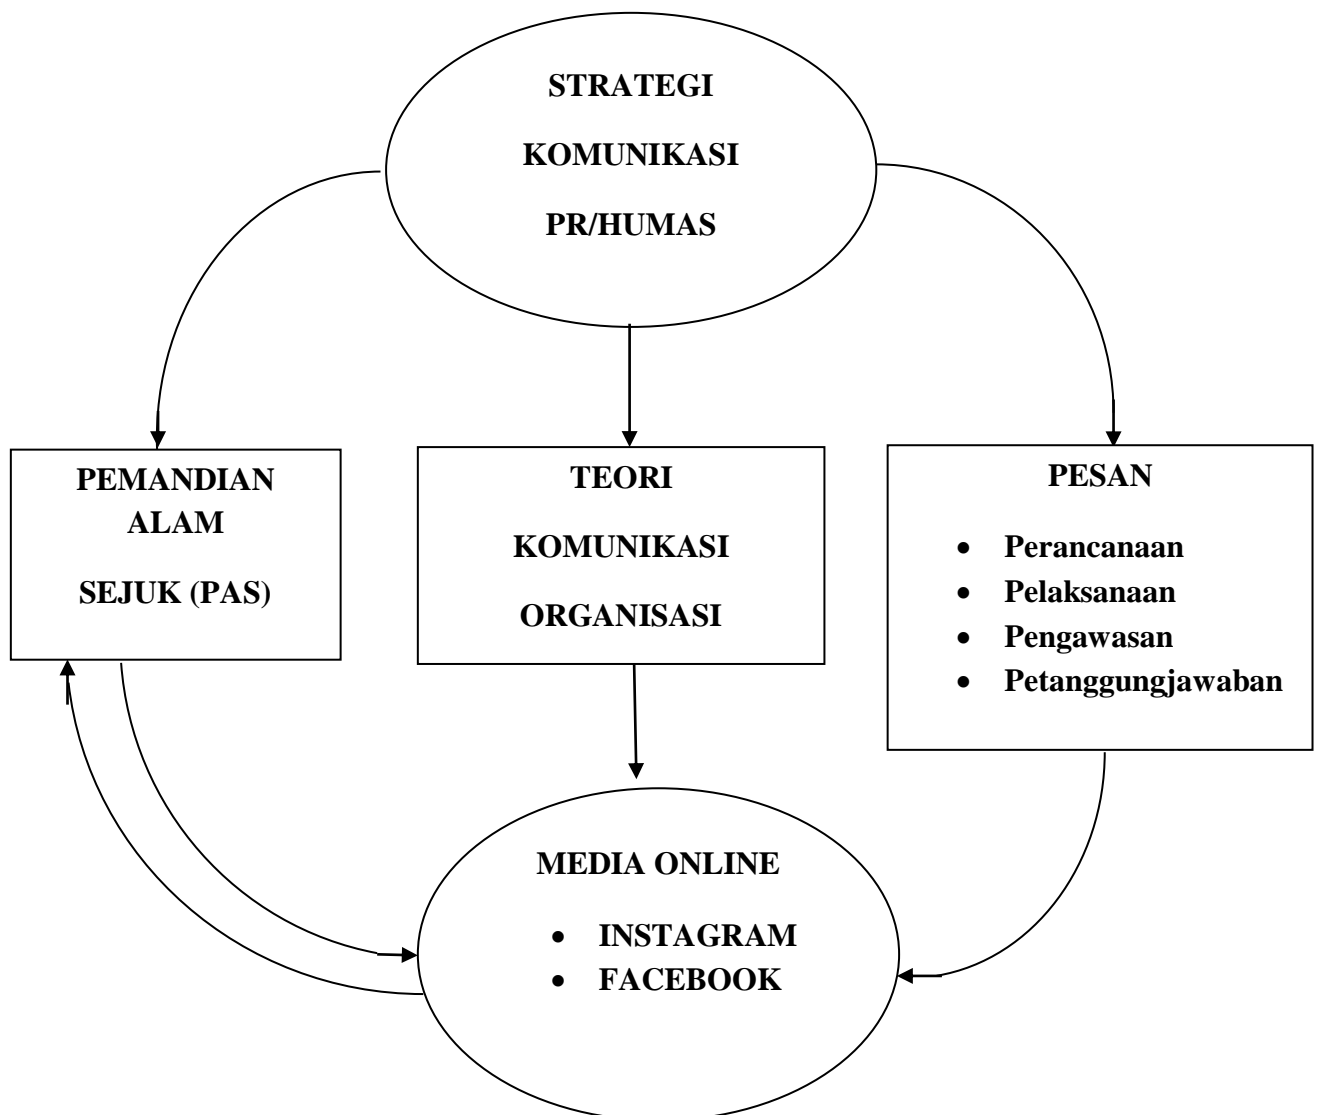 STRATEGI
KOMUNIKASI
PR/HUMAS
PEMANDIAN
ALAM
SEJUK (PAS)
TEORI
KOMUNIKASI
ORGANISASI
PESAN
• Perancanaan
• Pelaksanaan
• Pengawasan
• Petanggungjawaban
MEDIA ONLINE
• INSTAGRAM
• FACEBOOK